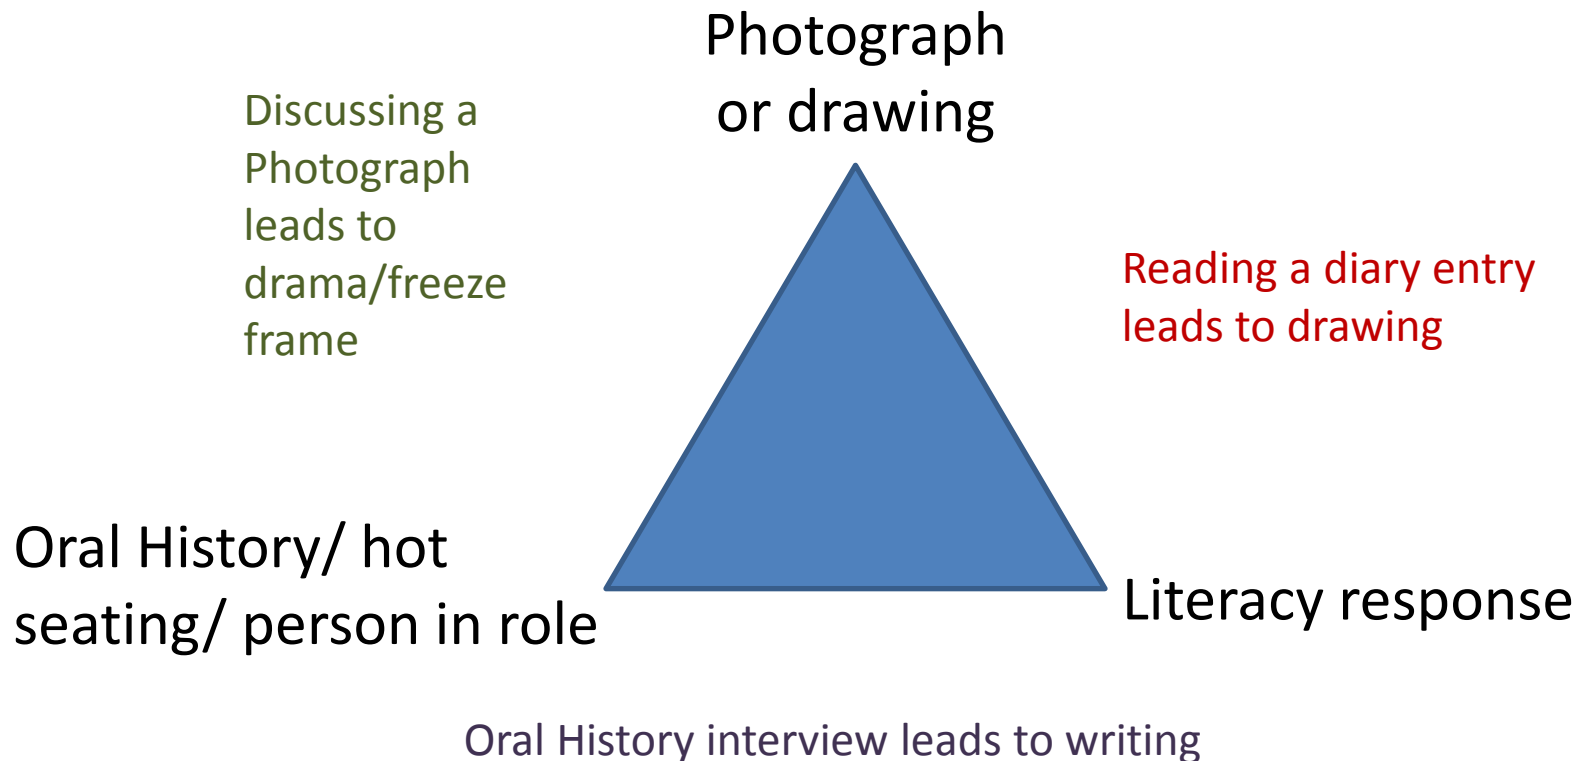 Photograph
or drawing
Discussing a
Photograph
leads to
drama/freeze
frame
Reading a diary entry
leads to drawing
Oral History/ hot
seating/ person in role
Literacy response
Oral History interview leads to writing